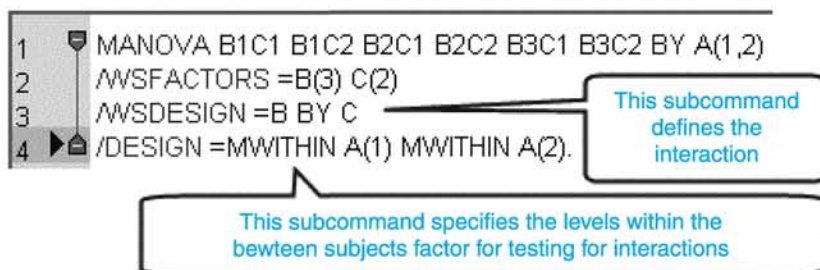 1 MANOVA B1C1 B1C2 B2C1 B2C2 B3C1 B3C2 BY A(1,2)
2 /WSFACTORS =B(3) C(2)
3 /WSDESIGN =B BY C
4 /DESIGN =MWITHIN A(1) MWITHIN A(2).
This subcommand
defines the
interaction
This subcommand specifies the levels within the
bewteen subjects factor for testing for interactions